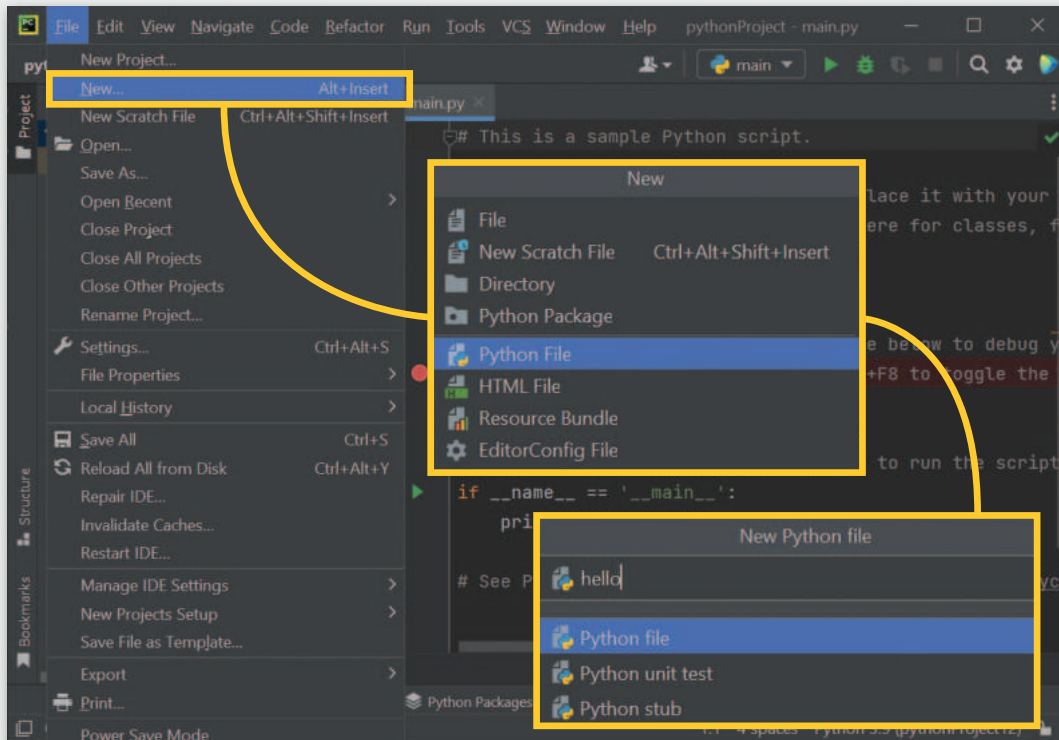 PC File Edit View Navigate Code Refactor Run Tools VCS Window Help pythonProject - main.py
main
Project
Structure
Bookmarks
New Project...
New... Alt+Insert
New Scratch File Ctrl+Alt+Shift+Insert
Open...
Save As...
Open Recent
Close Project
Close All Projects
Close Other Projects
Rename Project...
Settings... Ctrl+Alt+S
File Properties
Local History
Save All Ctrl+S
Reload All from Disk Ctrl+Alt+Y
Repair IDE...
Invalidate Caches...
Restart IDE...
Manage IDE Settings
New Projects Setup
Save File as Template...
Export
Print...
Power Save Mode
main.py
# This is a sample Python script.
lace it with your
ere for classes, f
e below to debug y
+F8 to toggle the
to run the script
if __name__ == '__main__':
pri
# See P
New
File
New Scratch File Ctrl+Alt+Shift+Insert
Directory
Python Package
Python File
HTML File
Resource Bundle
EditorConfig File
New Python file
hello
Python file
Python unit test
Python stub
Python Packages